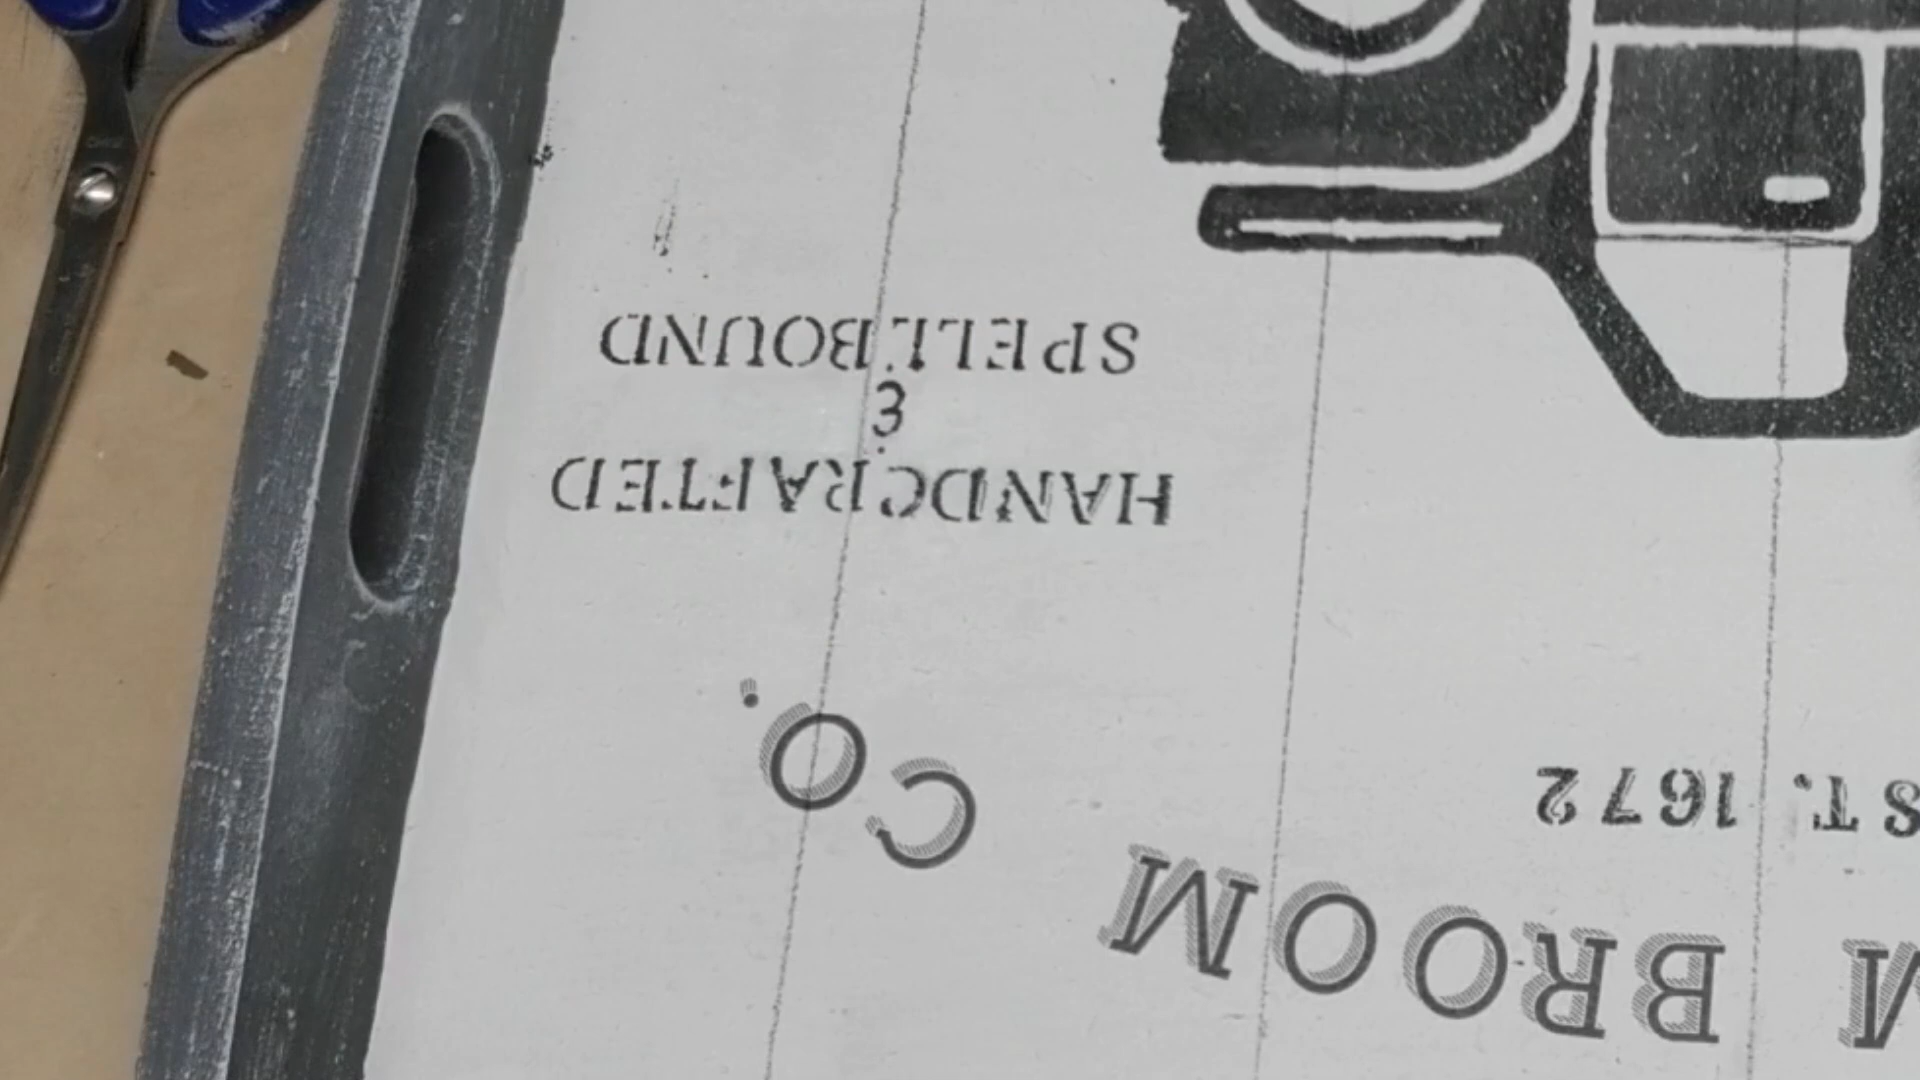 M BROOM Co.
ST. 1672
HANDCRAFTED
&
SPELLBOUND